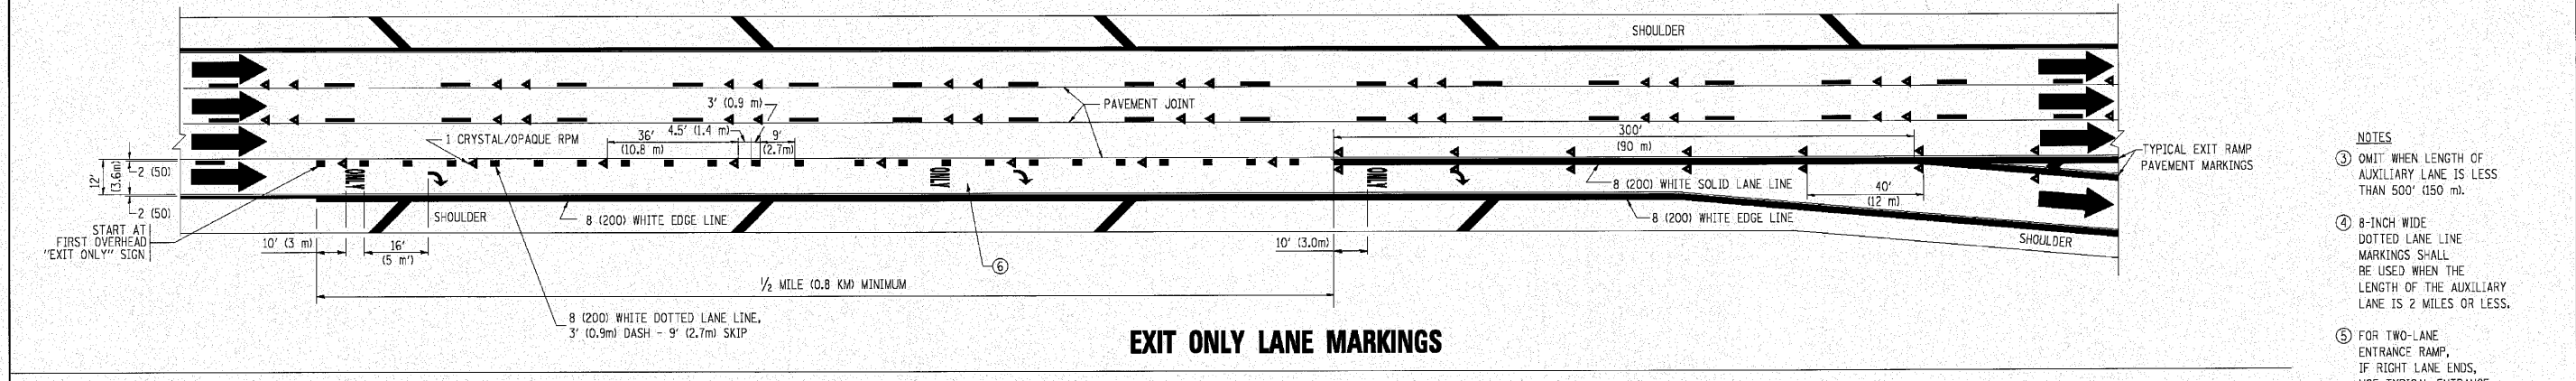 SHOULDER
3' (0.9 m)
PAVEMENT JOINT
1 CRYSTAL/OPAQUE RPM
36'
(10.8 m)
4.5' (1.4 m)
9'
(2.7m)
300'
(90 m)
12'
(3.6m)
2 (50)
2 (50)
ONLY
ONLY
ONLY
SHOULDER
8 (200) WHITE EDGE LINE
8 (200) WHITE SOLID LANE LINE
40'
(12 m)
8 (200) WHITE EDGE LINE
TYPICAL EXIT RAMP
PAVEMENT MARKINGS
SHOULDER
START AT
FIRST OVERHEAD
"EXIT ONLY" SIGN
10' (3 m)
16'
(5 m')
10' (3.0m)
6
1/2 MILE (0.8 KM) MINIMUM
8 (200) WHITE DOTTED LANE LINE,
3' (0.9m) DASH - 9' (2.7m) SKIP
EXIT ONLY LANE MARKINGS
NOTES
3 OMIT WHEN LENGTH OF
AUXILIARY LANE IS LESS
THAN 500' (150 m).
4 8-INCH WIDE
DOTTED LANE LINE
MARKINGS SHALL
BE USED WHEN THE
LENGTH OF THE AUXILIARY
LANE IS 2 MILES OR LESS.
5 FOR TWO-LANE
ENTRANCE RAMP,
IF RIGHT LANE ENDS,